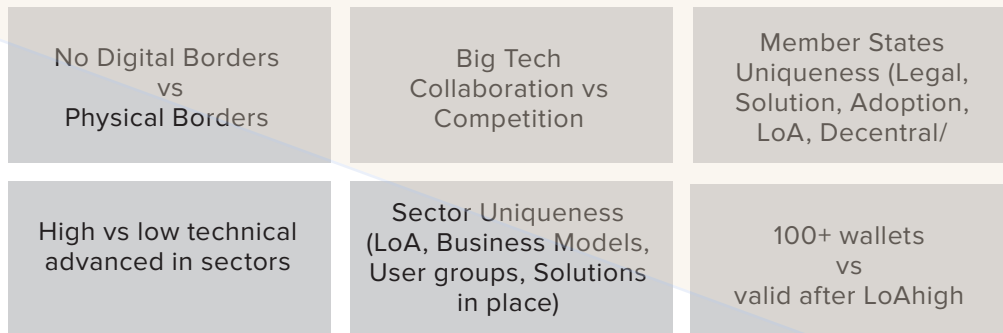 No Digital Borders
vs
Physical Borders
Big Tech
Collaboration vs
Competition
Member States
Uniqueness (Legal,
Solution, Adoption,
LoA, Decentral/
High vs low technical
advanced in sectors
Sector Uniqueness
(LoA, Business Models,
User groups, Solutions
in place)
100+ wallets
vs
valid after LoAhigh